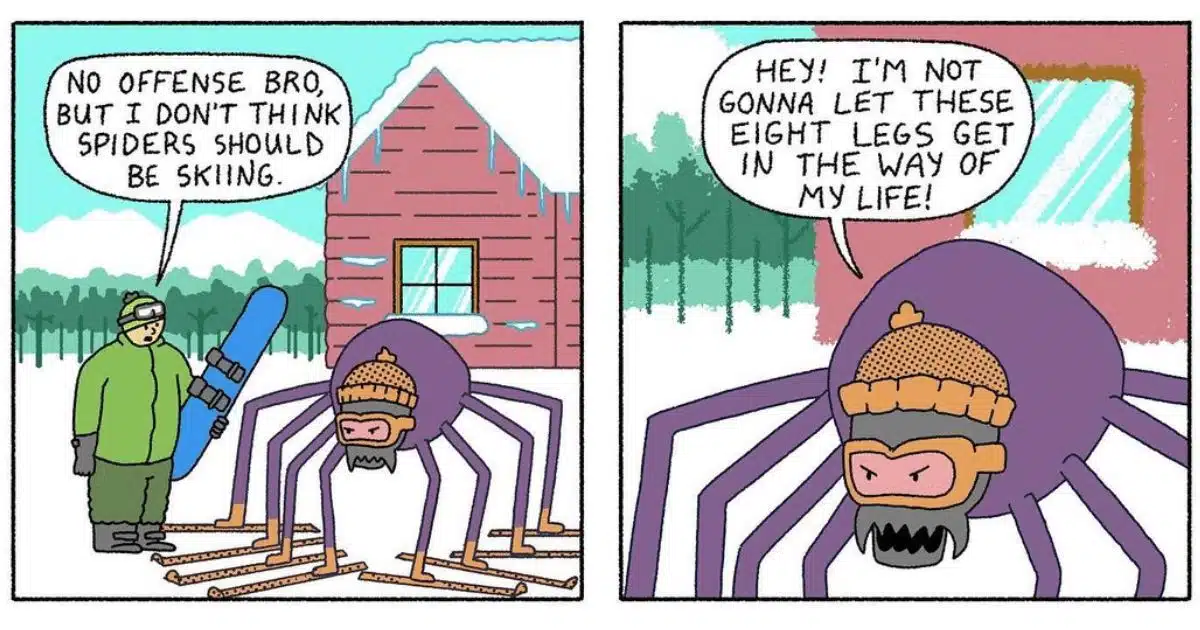 NO OFFENSE BRO,
BUT I DON'T THINK
SPIDERS SHOULD
BE SKIING.
HEY! I'M NOT
GONNA LET THESE
EIGHT LEGS GET
IN THE WAY OF
MY LIFE!